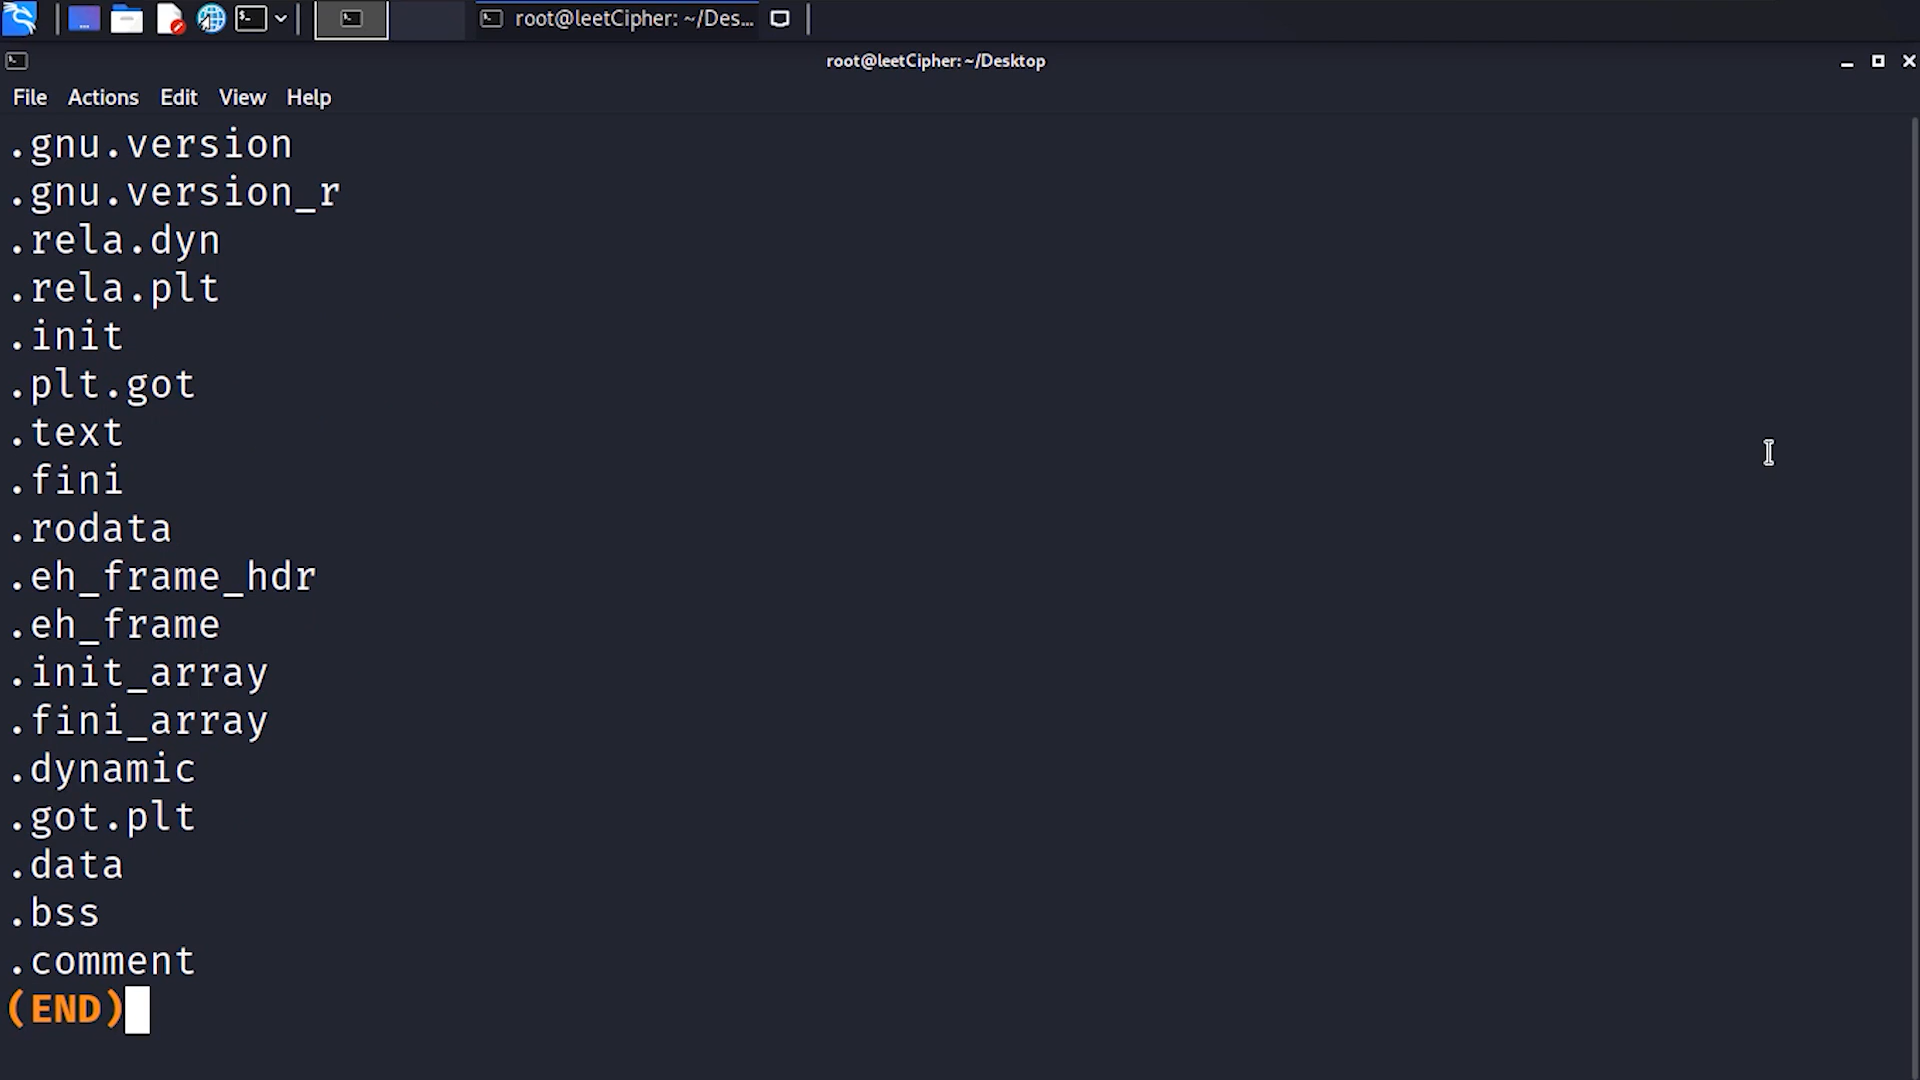 root@leetCipher: ~/Des...
root@leetCipher: ~/Desktop
File Actions Edit View Help
.gnu.version
.gnu.version_r
.rela.dyn
.rela.plt
.init
.plt.got
.text
.fini
.rodata
.eh_frame_hdr
.eh_frame
.init_array
.fini_array
.dynamic
.got.plt
.data
.bss
.comment
(END)